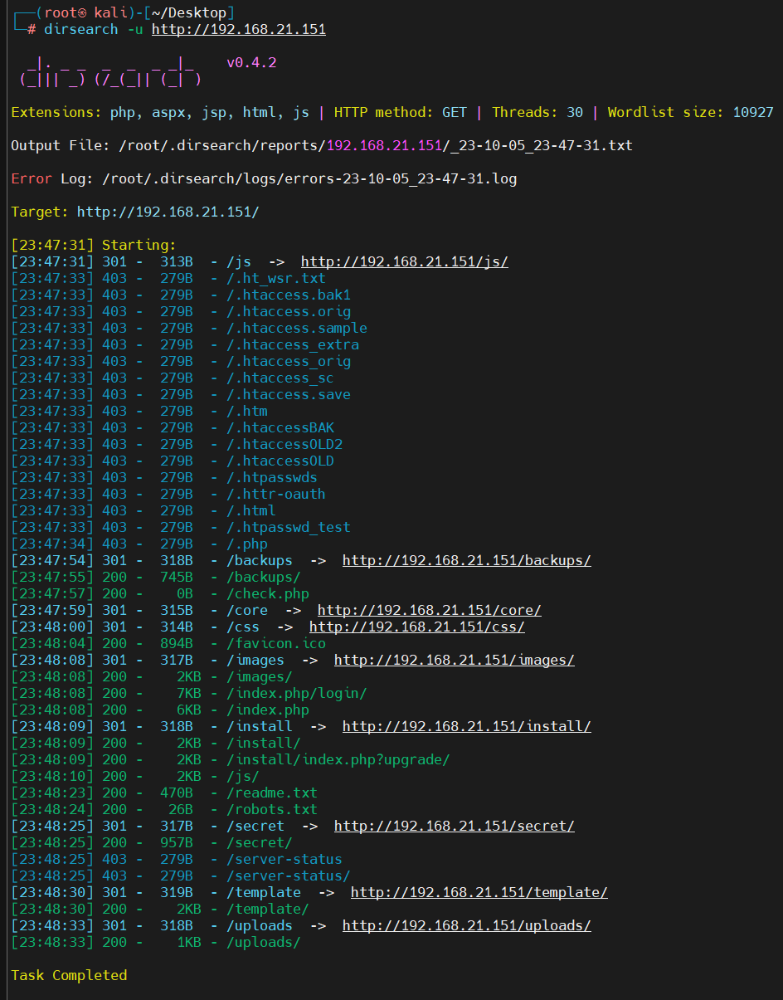 ┌──(root㉿ kali)-[~/Desktop]
└─# dirsearch -u http://192.168.21.151
  _|. _ _  _  _  _ _|_    v0.4.2
 (_||| _) (/_(_|| (_| )
Extensions: php, aspx, jsp, html, js | HTTP method: GET | Threads: 30 | Wordlist size: 10927
Output File: /root/.dirsearch/reports/192.168.21.151/_23-10-05_23-47-31.txt
Error Log: /root/.dirsearch/logs/errors-23-10-05_23-47-31.log
Target: http://192.168.21.151/
[23:47:31] Starting:
[23:47:31] 301 -  313B  - /js  ->  http://192.168.21.151/js/
[23:47:33] 403 -  279B  - /.ht_wsr.txt
[23:47:33] 403 -  279B  - /.htaccess.bak1
[23:47:33] 403 -  279B  - /.htaccess.orig
[23:47:33] 403 -  279B  - /.htaccess.sample
[23:47:33] 403 -  279B  - /.htaccess_extra
[23:47:33] 403 -  279B  - /.htaccess_orig
[23:47:33] 403 -  279B  - /.htaccess_sc
[23:47:33] 403 -  279B  - /.htaccess.save
[23:47:33] 403 -  279B  - /.htm
[23:47:33] 403 -  279B  - /.htaccessBAK
[23:47:33] 403 -  279B  - /.htaccessOLD2
[23:47:33] 403 -  279B  - /.htaccessOLD
[23:47:33] 403 -  279B  - /.htpasswds
[23:47:33] 403 -  279B  - /.httr-oauth
[23:47:33] 403 -  279B  - /.html
[23:47:33] 403 -  279B  - /.htpasswd_test
[23:47:34] 403 -  279B  - /.php
[23:47:54] 301 -  318B  - /backups  ->  http://192.168.21.151/backups/
[23:47:55] 200 -  745B  - /backups/
[23:47:57] 200 -    0B  - /check.php
[23:47:59] 301 -  315B  - /core  ->  http://192.168.21.151/core/
[23:48:00] 301 -  314B  - /css  ->  http://192.168.21.151/css/
[23:48:04] 200 -  894B  - /favicon.ico
[23:48:08] 301 -  317B  - /images  ->  http://192.168.21.151/images/
[23:48:08] 200 -    2KB - /images/
[23:48:08] 200 -    7KB - /index.php/login/
[23:48:08] 200 -    6KB - /index.php
[23:48:09] 301 -  318B  - /install  ->  http://192.168.21.151/install/
[23:48:09] 200 -    2KB - /install/
[23:48:09] 200 -    2KB - /install/index.php?upgrade/
[23:48:10] 200 -    2KB - /js/
[23:48:23] 200 -  470B  - /readme.txt
[23:48:24] 200 -   26B  - /robots.txt
[23:48:25] 301 -  317B  - /secret  ->  http://192.168.21.151/secret/
[23:48:25] 200 -  957B  - /secret/
[23:48:25] 403 -  279B  - /server-status
[23:48:25] 403 -  279B  - /server-status/
[23:48:30] 301 -  319B  - /template  ->  http://192.168.21.151/template/
[23:48:30] 200 -    2KB - /template/
[23:48:33] 301 -  318B  - /uploads  ->  http://192.168.21.151/uploads/
[23:48:33] 200 -    1KB - /uploads/
Task Completed